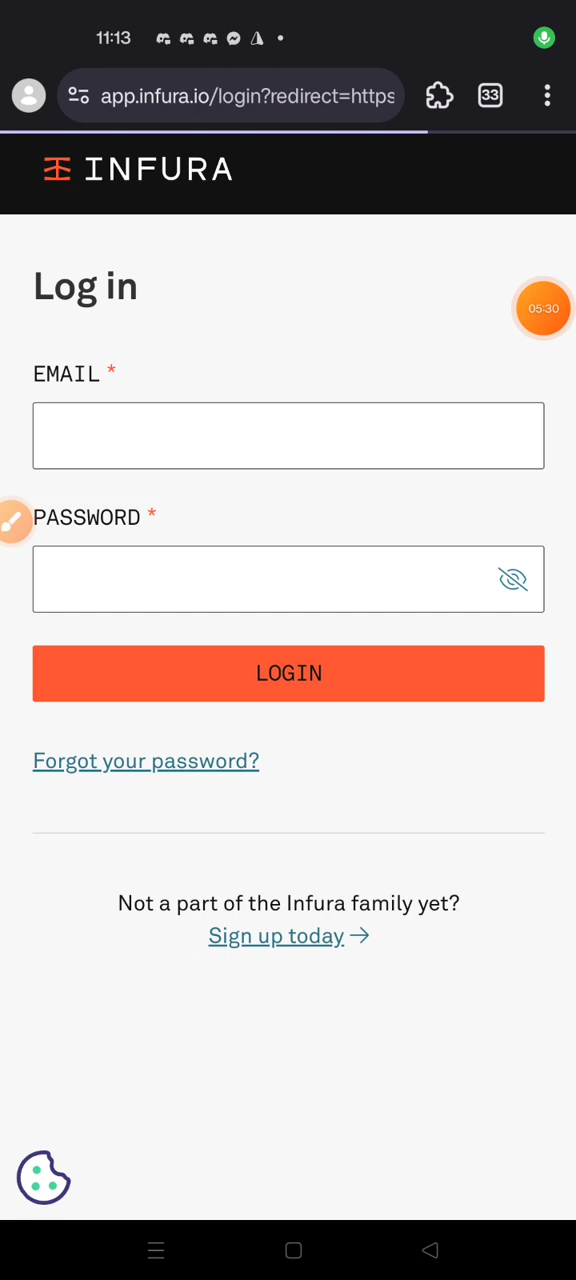 11:13
app.infura.io/login?redirect=https
33
INFURA
Log in
05:30
EMAIL *
PASSWORD *
LOGIN
Forgot your password?
Not a part of the Infura family yet?
Sign up today →